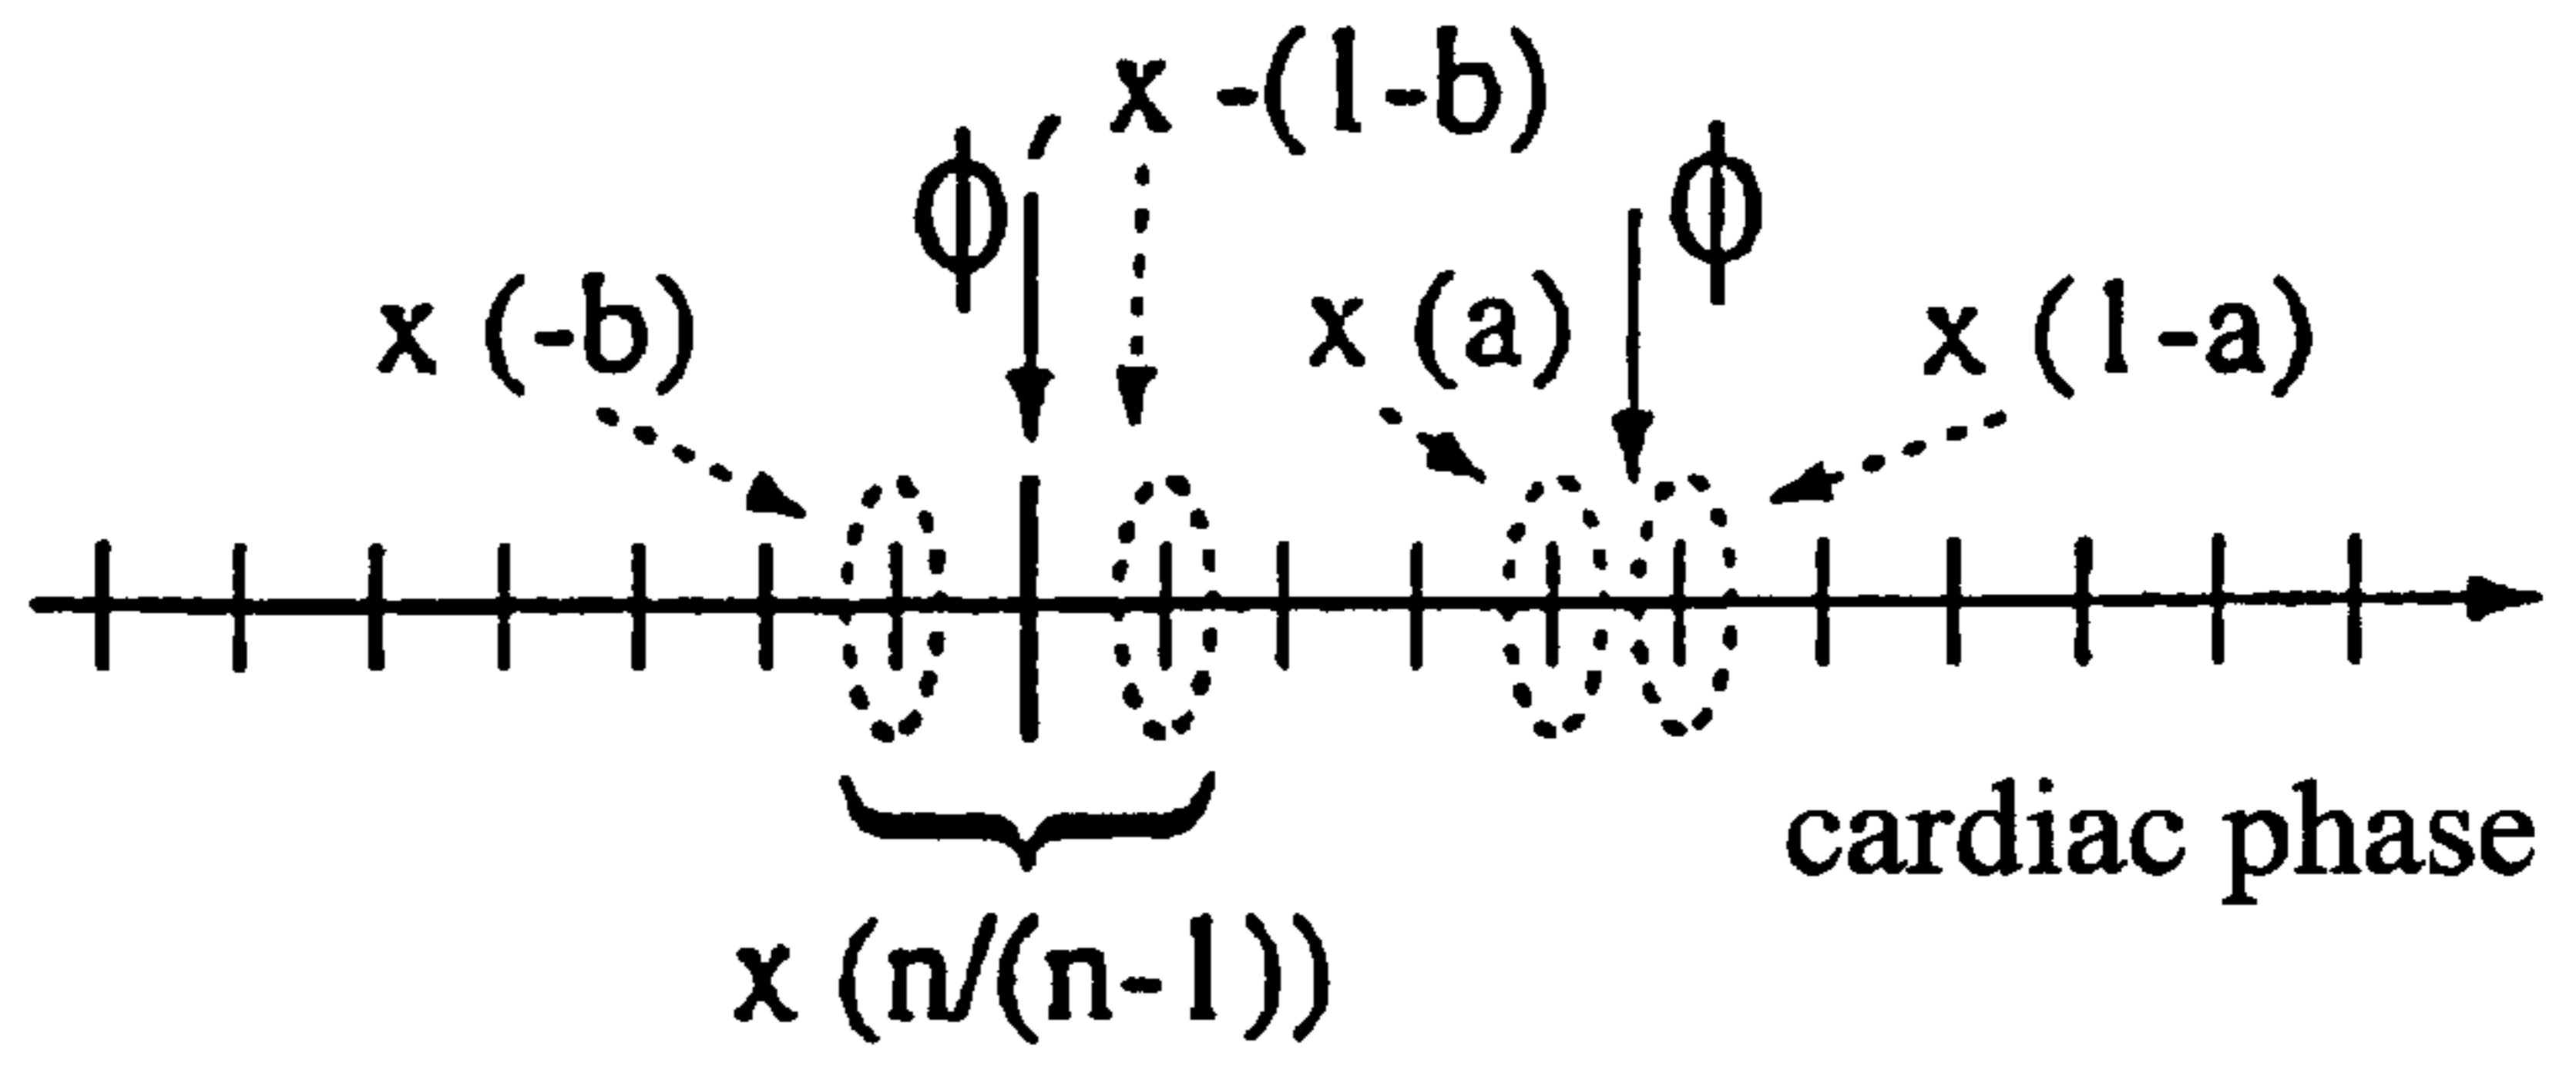 x -(1-b)
ϕ′
ϕ
x (-b)
x (a)
x (1-a)
cardiac phase
x (n/(n-1))